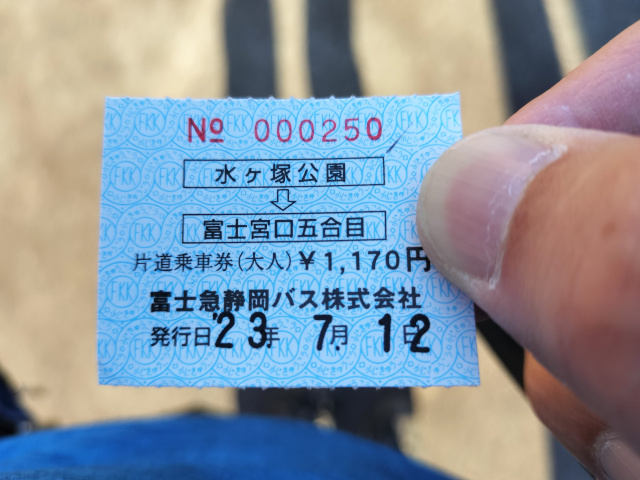 № 000250
水ヶ塚公園
⇩
富士宮口五合目
片道乗車券(大人)¥1,170円
富士急静岡バス株式会社
発行日'23年 7月 12日